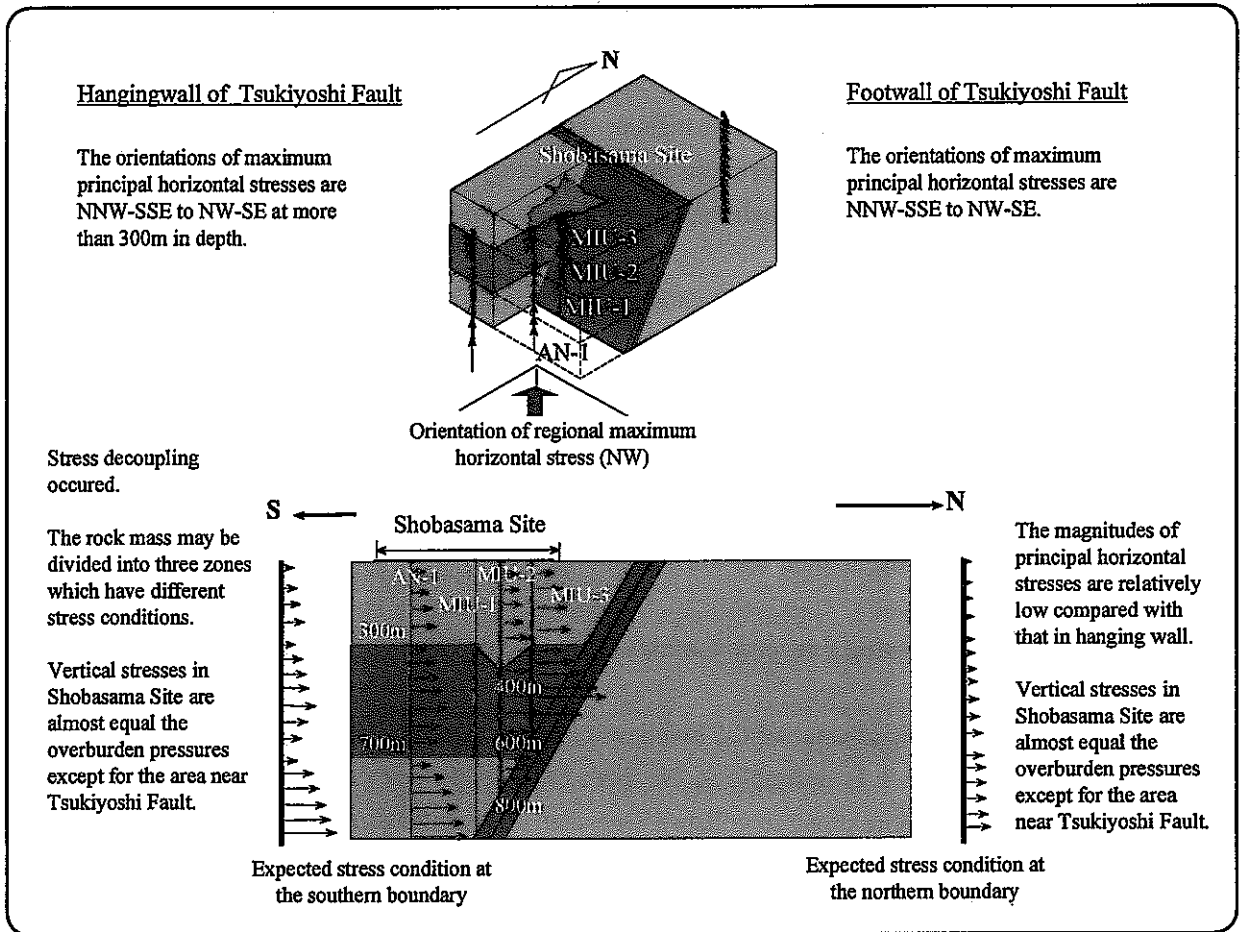 N
Hangingwall of Tsukiyoshi Fault
The orientations of maximum
principal horizontal stresses are
NNW-SSE to NW-SE at more
than 300m in depth.
Footwall of Tsukiyoshi Fault
The orientations of maximum
principal horizontal stresses are
NNW-SSE to NW-SE.
Shobasama Site
MIU-3
MIU-2
MIU-1
AN-1
Orientation of regional maximum
horizontal stress (NW)
Stress decoupling
occured.
The rock mass may be
divided into three zones
which have different
stress conditions.
Vertical stresses in
Shobasama Site are
almost equal the
overburden pressures
except for the area near
Tsukiyoshi Fault.
S
N
Shobasama Site
AN-1
MIU-2
MIU-1
MIU-3
300m
400m
700m
600m
800m
The magnitudes of
principal horizontal
stresses are relatively
low compared with
that in hanging wall.
Vertical stresses in
Shobasama Site are
almost equal the
overburden pressures
except for the area
near Tsukiyoshi Fault.
Expected stress condition at
the southern boundary
Expected stress condition at
the northern boundary